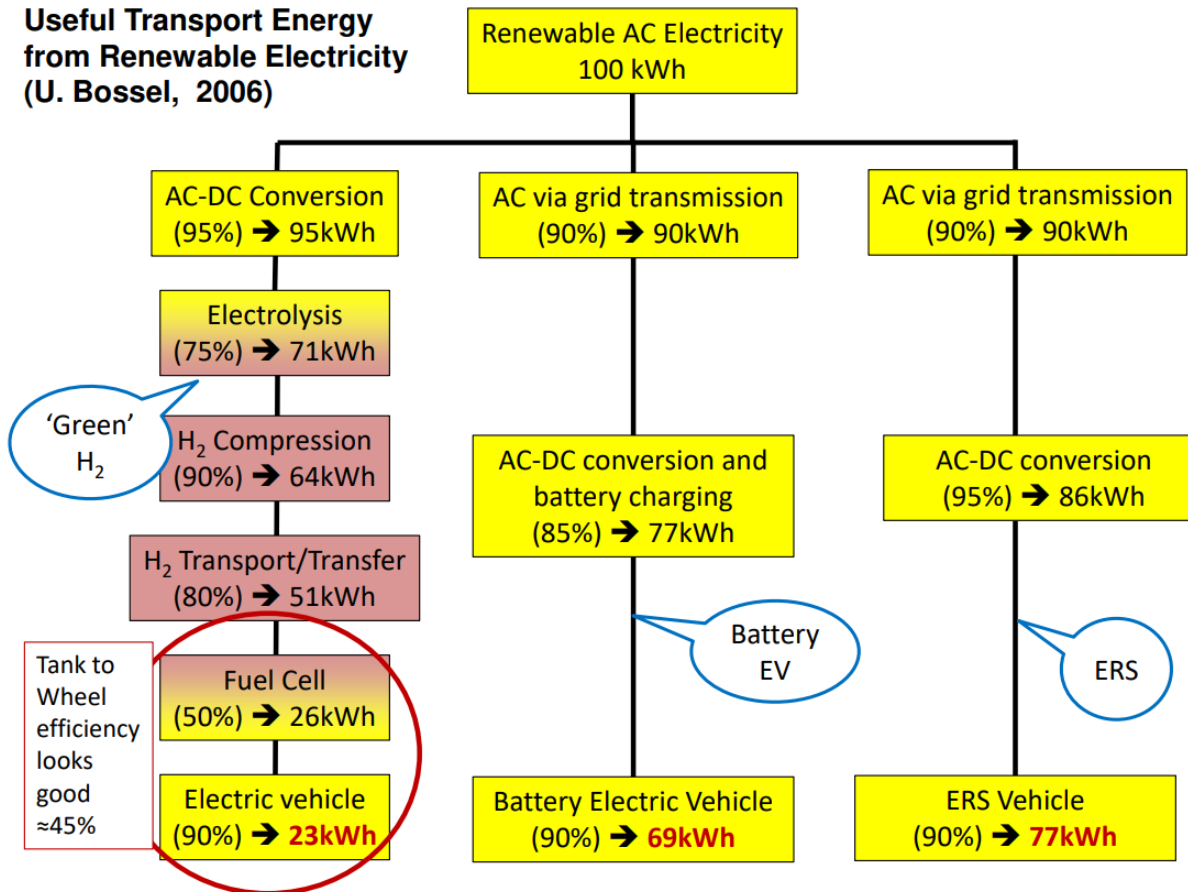 Useful Transport Energy
from Renewable Electricity
(U. Bossel, 2006)
Renewable AC Electricity
100 kWh
AC-DC Conversion
(95%) ➔ 95kWh
Electrolysis
(75%) ➔ 71kWh
‘Green’
H₂
H₂ Compression
(90%) ➔ 64kWh
H₂ Transport/Transfer
(80%) ➔ 51kWh
Tank to
Wheel
efficiency
looks
good
≈45%
Fuel Cell
(50%) ➔ 26kWh
Electric vehicle
(90%) ➔ 23kWh
AC via grid transmission
(90%) ➔ 90kWh
AC-DC conversion and
battery charging
(85%) ➔ 77kWh
Battery
EV
Battery Electric Vehicle
(90%) ➔ 69kWh
AC via grid transmission
(90%) ➔ 90kWh
AC-DC conversion
(95%) ➔ 86kWh
ERS
ERS Vehicle
(90%) ➔ 77kWh